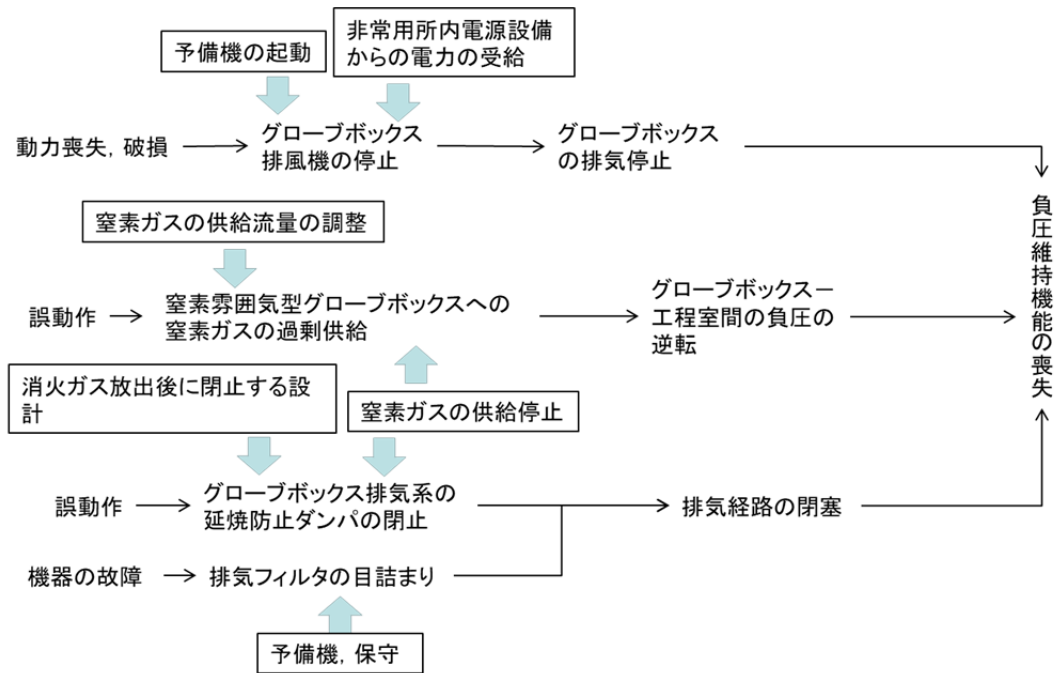 予備機の起動
非常用所内電源設備
からの電力の受給
動力喪失，破損
グローブボックス
排風機の停止
グローブボックス
の排気停止
窒素ガスの供給流量の調整
誤動作
窒素雰囲気型グローブボックスへの
窒素ガスの過剰供給
グローブボックス－
工程室間の負圧の
逆転
負圧維持機能の喪失
消火ガス放出後に閉止する設
計
窒素ガスの供給停止
誤動作
グローブボックス排気系の
延焼防止ダンパの閉止
排気経路の閉塞
機器の故障
排気フィルタの目詰まり
予備機，保守